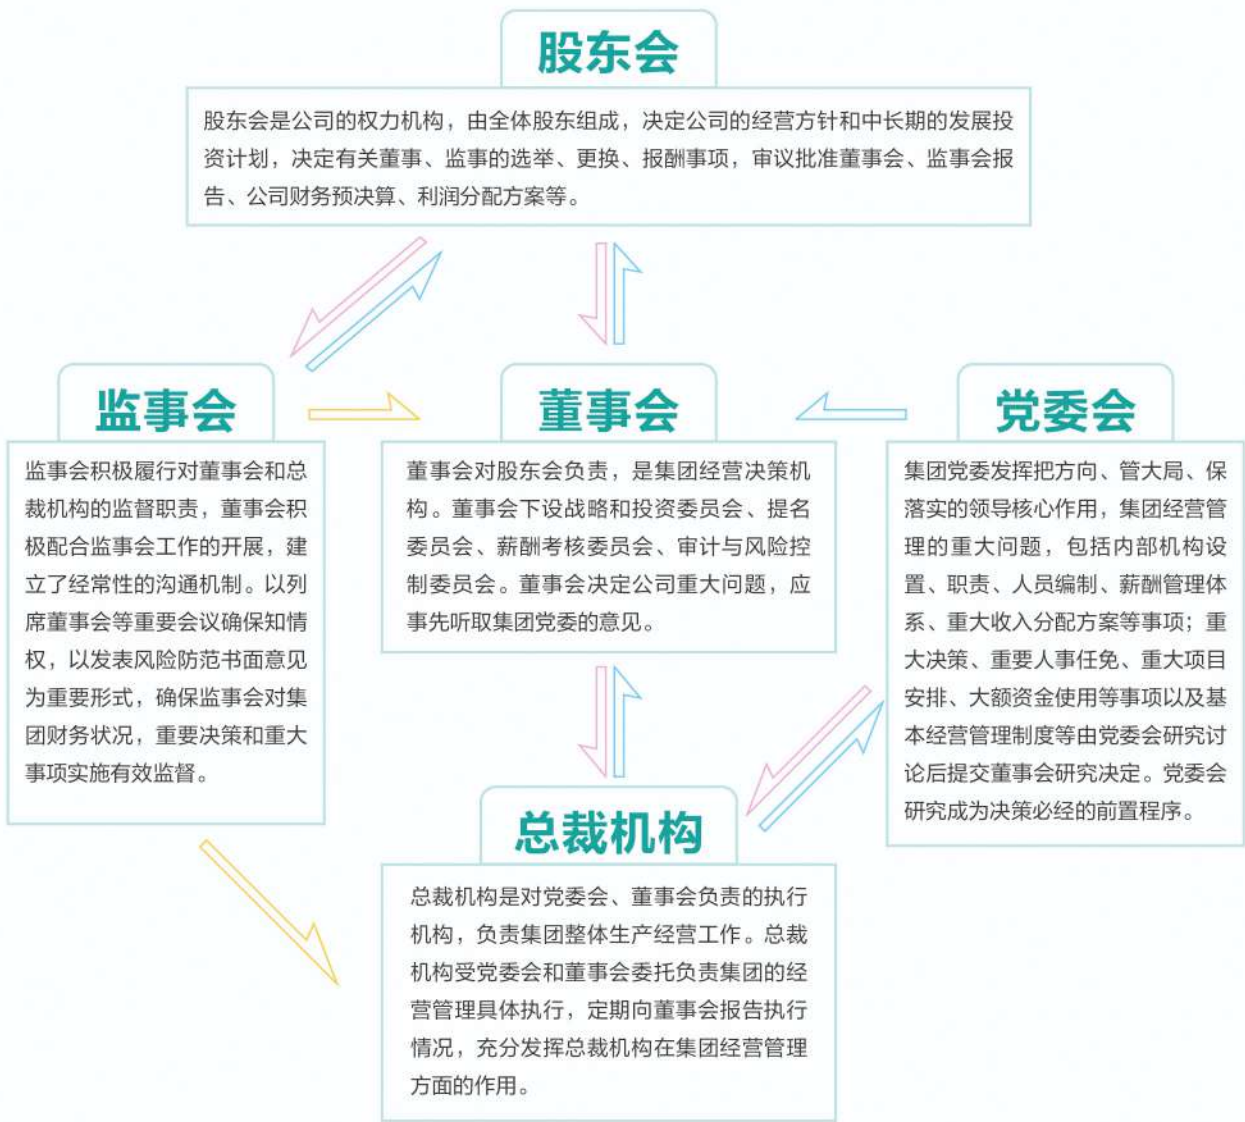 股东会
股东会是公司的权力机构，由全体股东组成，决定公司的经营方针和中长期的发展投
资计划，决定有关董事、监事的选举、更换、报酬事项，审议批准董事会、监事会报
告、公司财务预决算、利润分配方案等。
监事会
监事会积极履行对董事会和总
裁机构的监督职责，董事会积
极配合监事会工作的开展，建
立了经常性的沟通机制。以列
席董事会等重要会议确保知情
权，以发表风险防范书面意见
为重要形式，确保监事会对集
团财务状况，重要决策和重大
事项实施有效监督。
董事会
董事会对股东会负责，是集团经营决策机
构。董事会下设战略和投资委员会、提名
委员会、薪酬考核委员会、审计与风险控
制委员会。董事会决定公司重大问题，应
事先听取集团党委的意见。
党委会
集团党委发挥把方向、管大局、保
落实的领导核心作用，集团经营管
理的重大问题，包括内部机构设
置、职责、人员编制、薪酬管理体
系、重大收入分配方案等事项；重
大决策、重要人事任免、重大项目
安排、大额资金使用等事项以及基
本经营管理制度等由党委会研究讨
论后提交董事会研究决定。党委会
研究成为决策必经的前置程序。
总裁机构
总裁机构是对党委会、董事会负责的执行
机构，负责集团整体生产经营工作。总裁
机构受党委会和董事会委托负责集团的经
营管理具体执行，定期向董事会报告执行
情况，充分发挥总裁机构在集团经营管理
方面的作用。